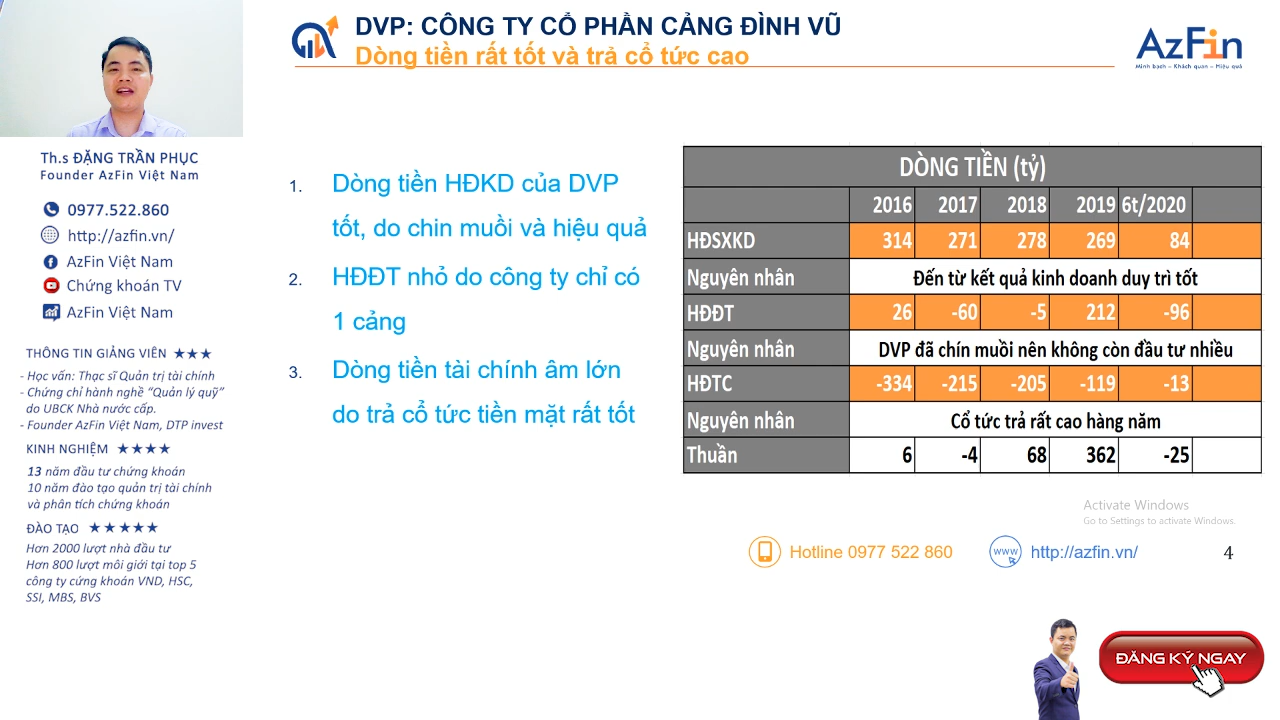 DVP: CÔNG TY CỔ PHẦN CẢNG ĐÌNH VŨ
Dòng tiền rất tốt và trả cổ tức cao
AzFin
Minh bạch – Khách quan – Hiệu quả
Th.s ĐẶNG TRẦN PHỤC
Founder AzFin Việt Nam
0977.522.860
http://azfin.vn/
AzFin Việt Nam
Chứng khoán TV
AzFin Việt Nam
THÔNG TIN GIẢNG VIÊN ★★★
- Học vấn: Thạc sĩ Quản trị tài chính
- Chứng chỉ hành nghề “Quản lý quỹ”
do UBCK Nhà nước cấp.
- Founder AzFin Việt Nam, DTP invest
KINH NGHIỆM ★★★★
13 năm đầu tư chứng khoán
10 năm đào tạo quản trị tài chính
và phân tích chứng khoán
ĐÀO TẠO ★★★★★
Hơn 2000 lượt nhà đầu tư
Hơn 800 lượt môi giới tại top 5
công ty cứng khoán VND, HSC,
SSI, MBS, BVS
1. Dòng tiền HĐKD của DVP
tốt, do chin muồi và hiệu quả
2. HĐĐT nhỏ do công ty chỉ có
1 cảng
3. Dòng tiền tài chính âm lớn
do trả cổ tức tiền mặt rất tốt
DÒNG TIỀN (tỷ)
2016 2017 2018 2019 6t/2020
HĐSXKD 314 271 278 269 84
Nguyên nhân Đến từ kết quả kinh doanh duy trì tốt
HĐĐT 26 -60 -5 212 -96
Nguyên nhân DVP đã chín muồi nên không còn đầu tư nhiều
HĐTC -334 -215 -205 -119 -13
Nguyên nhân Cổ tức trả rất cao hàng năm
Thuần 6 -4 68 362 -25
Activate Windows
Go to Settings to activate Windows.
Hotline 0977 522 860
www
http://azfin.vn/
4
ĐĂNG KÝ NGAY